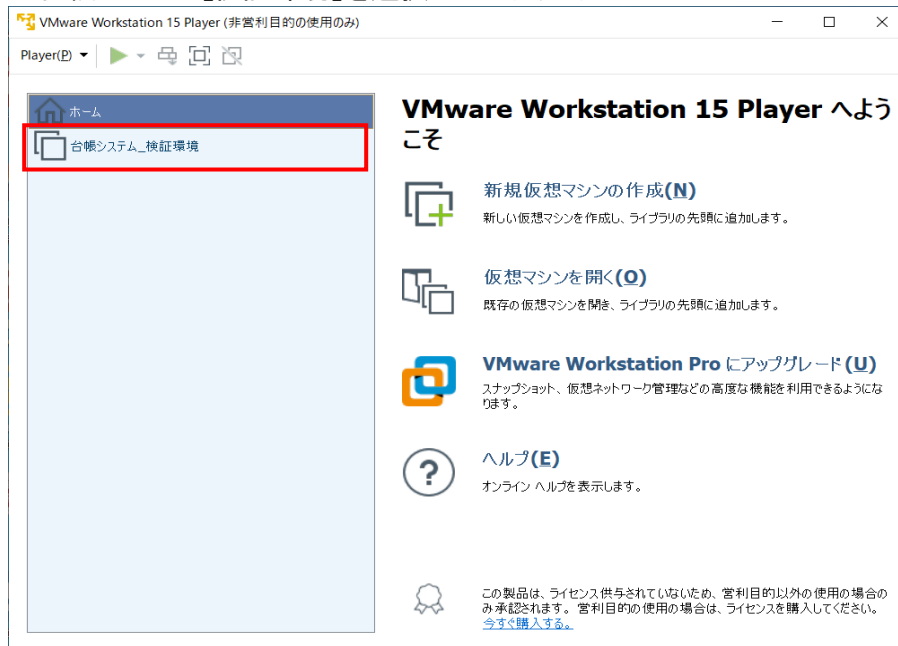 VMware Workstation 15 Player (非営利目的の使用のみ)
Player(P)
ホーム
台帳システム_検証環境
VMware Workstation 15 Player へよう
こそ
新規仮想マシンの作成(N)
新しい仮想マシンを作成し、ライブラリの先頭に追加します。
仮想マシンを開く(O)
既存の仮想マシンを開き、ライブラリの先頭に追加します。
VMware Workstation Pro にアップグレード(U)
スナップショット、仮想ネットワーク管理などの高度な機能を利用できるようにな
ります。
ヘルプ(E)
オンライン ヘルプを表示します。
この製品は、ライセンス供与されていないため、営利目的以外の使用の場合の
み承認されます。営利目的の使用の場合は、ライセンスを購入してください。
今すぐ購入する。